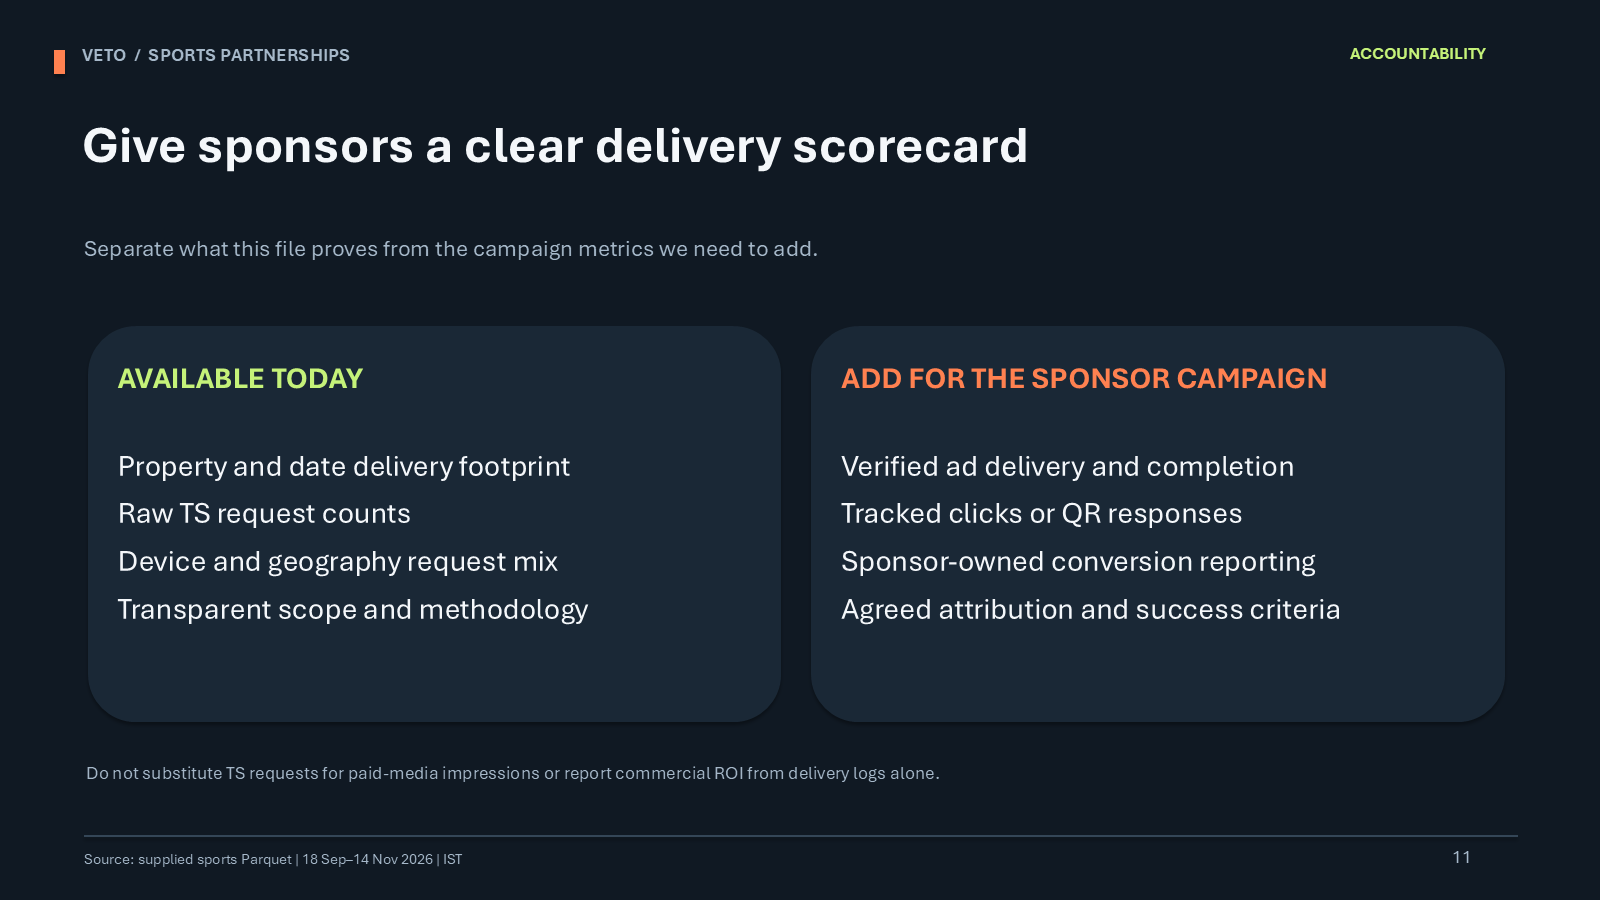 VETO / SPORTS PARTNERSHIPS
ACCOUNTABILITY
Give sponsors a clear delivery scorecard
Separate what this file proves from the campaign metrics we need to add.
AVAILABLE TODAY
Property and date delivery footprint
Raw TS request counts
Device and geography request mix
Transparent scope and methodology
ADD FOR THE SPONSOR CAMPAIGN
Verified ad delivery and completion
Tracked clicks or QR responses
Sponsor-owned conversion reporting
Agreed attribution and success criteria
Do not substitute TS requests for paid-media impressions or report commercial ROI from delivery logs alone.
Source: supplied sports Parquet | 18 Sep–14 Nov 2026 | IST
11